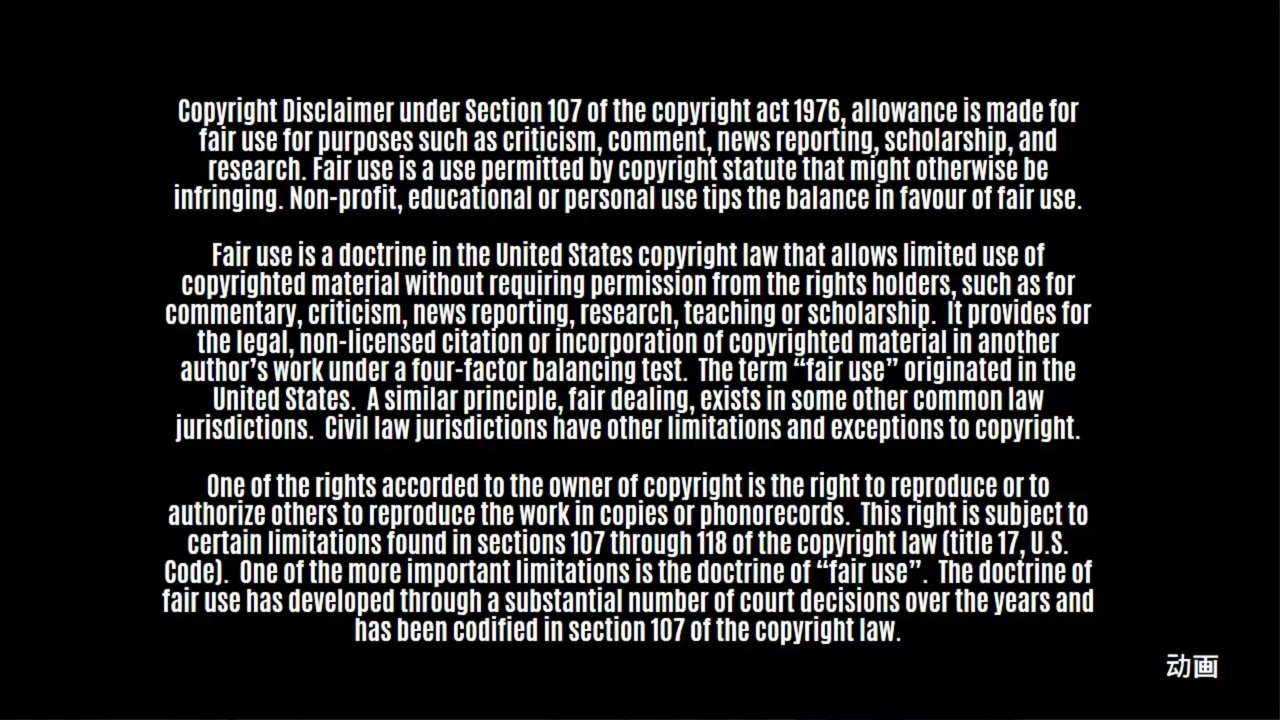 Copyright Disclaimer under Section 107 of the copyright act 1976, allowance is made for
fair use for purposes such as criticism, comment, news reporting, scholarship, and
research. Fair use is a use permitted by copyright statute that might otherwise be
infringing. Non-profit, educational or personal use tips the balance in favour of fair use.
Fair use is a doctrine in the United States copyright law that allows limited use of
copyrighted material without requiring permission from the rights holders, such as for
commentary, criticism, news reporting, research, teaching or scholarship.  It provides for
the legal, non-licensed citation or incorporation of copyrighted material in another
author’s work under a four-factor balancing test.  The term “fair use” originated in the
United States.  A similar principle, fair dealing, exists in some other common law
jurisdictions.  Civil law jurisdictions have other limitations and exceptions to copyright.
One of the rights accorded to the owner of copyright is the right to reproduce or to
authorize others to reproduce the work in copies or phonorecords.  This right is subject to
certain limitations found in sections 107 through 118 of the copyright law (title 17, U.S.
Code).  One of the more important limitations is the doctrine of “fair use”.  The doctrine of
fair use has developed through a substantial number of court decisions over the years and
has been codified in section 107 of the copyright law.
动画